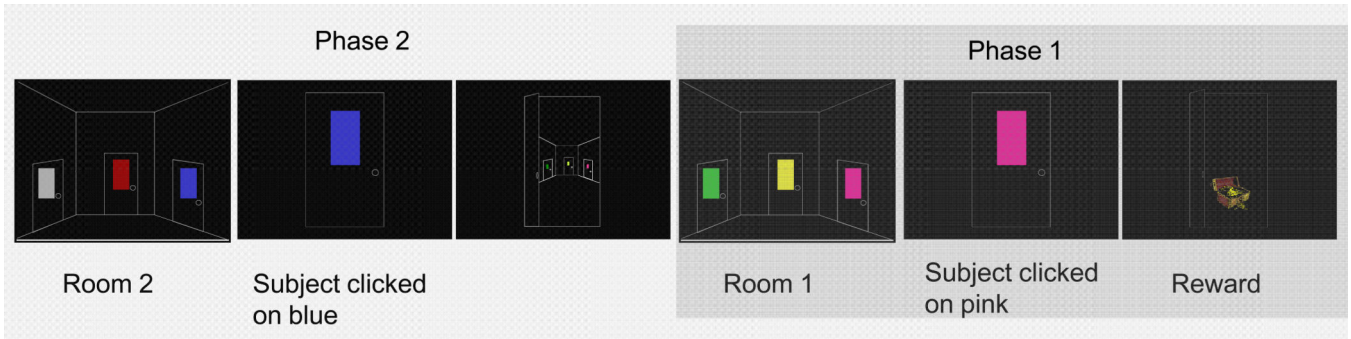 Phase 2
Phase 1
Room 2
Subject clicked
on blue
Room 1
Subject clicked
on pink
Reward